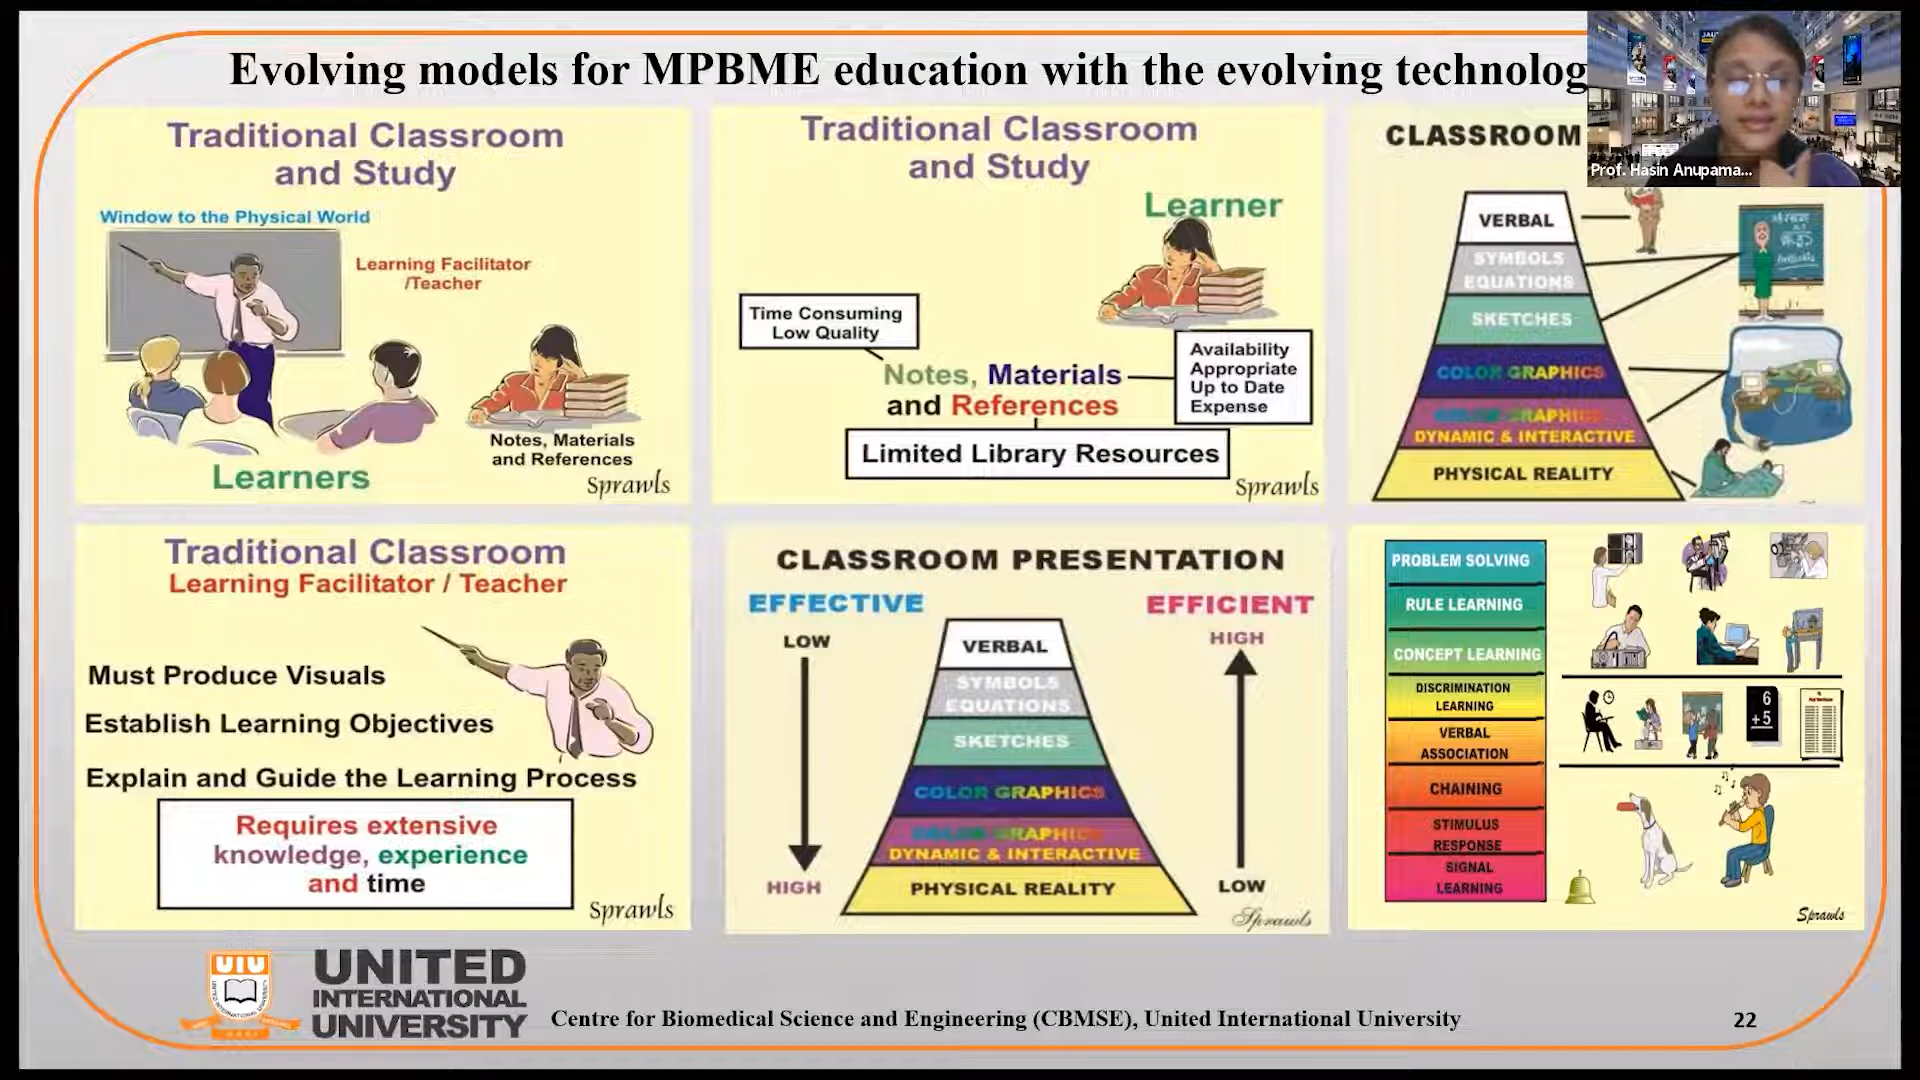 Evolving models for MPBME education with the evolving technolog
Prof. Hasin Anupama...
Traditional Classroom
and Study
Window to the Physical World
Learning Facilitator
/Teacher
Notes, Materials
and References
Learners
Sprawls
Traditional Classroom
and Study
Learner
Time Consuming
Low Quality
Notes, Materials
and References
Availability
Appropriate
Up to Date
Expense
Limited Library Resources
Sprawls
CLASSROOM
VERBAL
SYMBOLS
EQUATIONS
SKETCHES
COLOR GRAPHICS
COLOR GRAPHICS
DYNAMIC & INTERACTIVE
PHYSICAL REALITY
Traditional Classroom
Learning Facilitator / Teacher
Must Produce Visuals
Establish Learning Objectives
Explain and Guide the Learning Process
Requires extensive
knowledge, experience
and time
Sprawls
CLASSROOM PRESENTATION
EFFECTIVE
EFFICIENT
LOW
HIGH
VERBAL
SYMBOLS
EQUATIONS
SKETCHES
COLOR GRAPHICS
COLOR GRAPHICS
DYNAMIC & INTERACTIVE
PHYSICAL REALITY
HIGH
LOW
Sprawls
PROBLEM SOLVING
RULE LEARNING
CONCEPT LEARNING
DISCRIMINATION
LEARNING
VERBAL
ASSOCIATION
CHAINING
STIMULUS
RESPONSE
SIGNAL
LEARNING
6
+5
Sprawls
UIU
UNITED
INTERNATIONAL
UNIVERSITY
Centre for Biomedical Science and Engineering (CBMSE), United International University
22